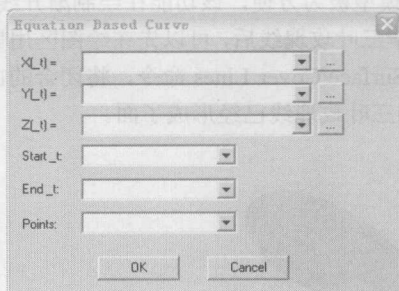 Equation Based Curve
X(_t) =
...
Y(_t) =
...
Z(_t) =
...
Start _t:
End _t:
Points:
OK
Cancel